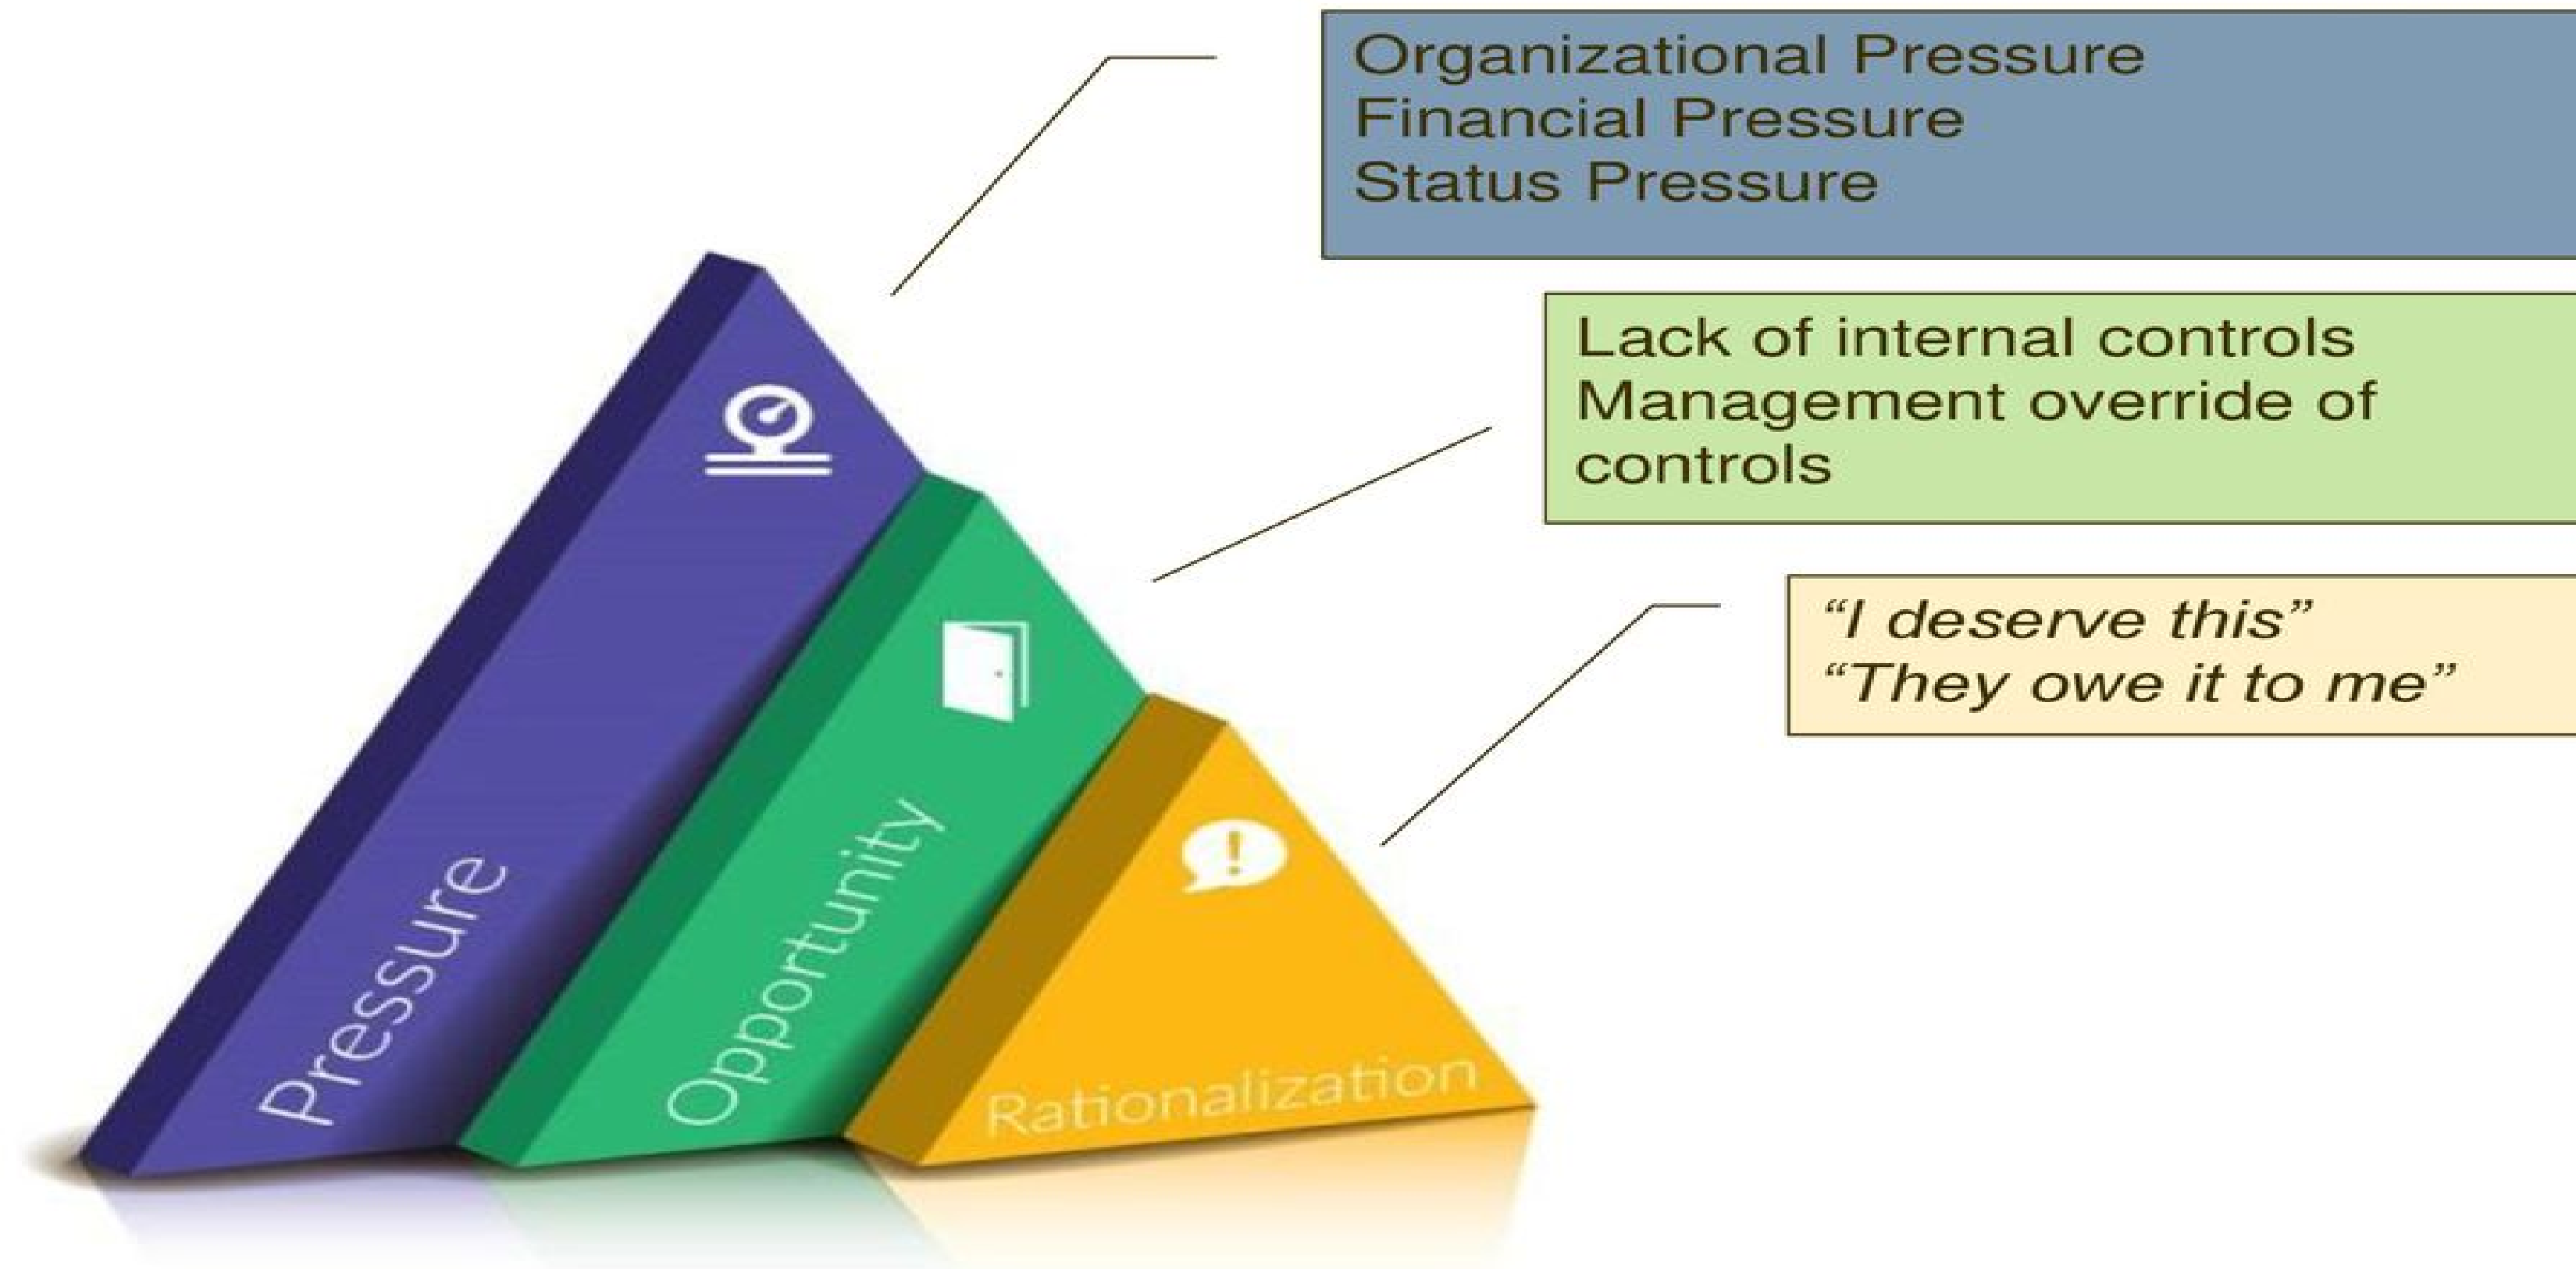 Organizational Pressure
Financial Pressure
Status Pressure
Lack of internal controls
Management override of
controls
“I deserve this”
“They owe it to me”
Pressure
Opportunity
Rationalization